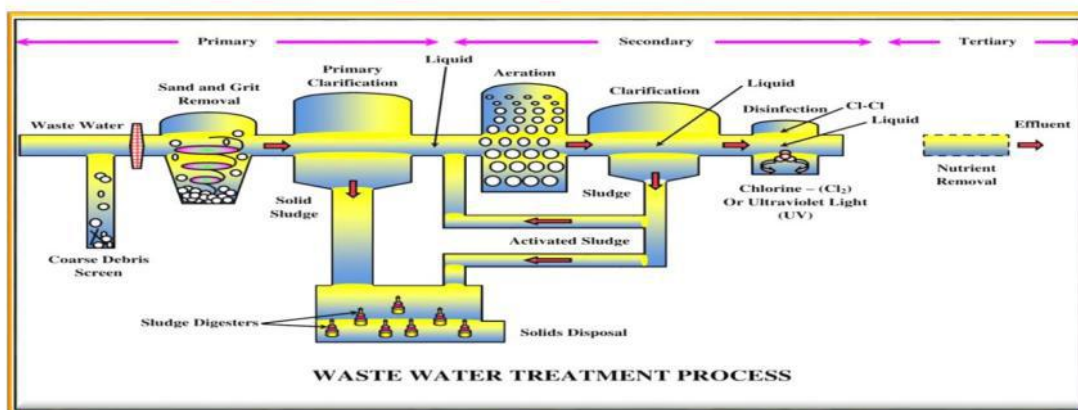 Primary
Secondary
Tertiary
Waste Water
Sand and Grit
Removal
Primary
Clarification
Liquid
Aeration
Clarification
Liquid
Disinfection
Cl-Cl
Liquid
Effluent
Coarse Debris
Screen
Solid
Sludge
Sludge
Activated Sludge
Chlorine – (Cl₂)
Or Ultraviolet Light
(UV)
Nutrient
Removal
Sludge Digesters
Solids Disposal
WASTE WATER TREATMENT PROCESS